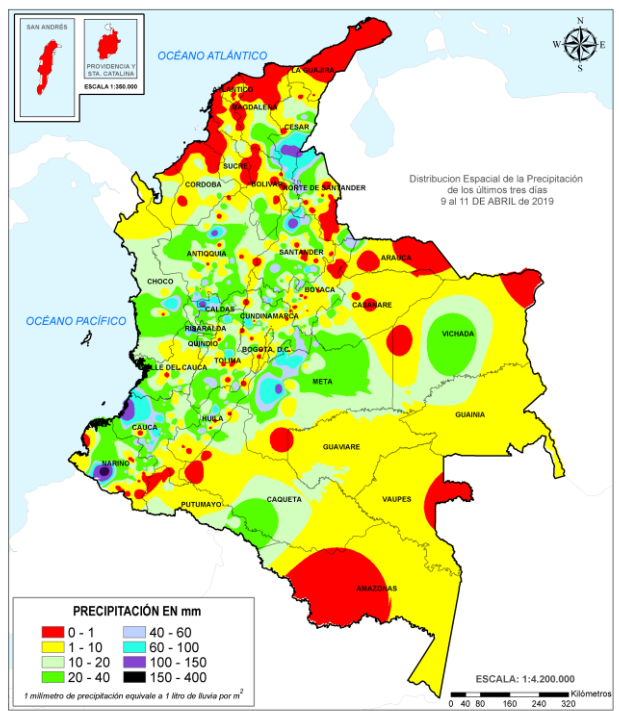 SAN ANDRÉS
PROVIDENCIA Y
STA. CATALINA
ESCALA 1:350.000
OCÉANO ATLÁNTICO
N
W
E
S
LA GUAJIRA
ATLANTICO
MAGDALENA
CESAR
SUCRE
CORDOBA
BOLIVAR
NORTE DE SANTANDER
Distribucion Espacial de la Precipitación
de los últimos tres días
9 al 11 DE ABRIL de 2019
ANTIOQUIA
SANTANDER
ARAUCA
CHOCO
BOYACA
CASANARE
OCÉANO PACÍFICO
CALDAS
CUNDINAMARCA
RISARALDA
VICHADA
QUINDIO
BOGOTA, D.C.
TOLIMA
VALLE DEL CAUCA
META
GUAINIA
HUILA
CAUCA
GUAVIARE
NARIÑO
PUTUMAYO
CAQUETA
VAUPES
AMAZONAS
PRECIPITACIÓN EN mm
0 - 1
40 - 60
1 - 10
60 - 100
10 - 20
100 - 150
20 - 40
150 - 400
1 milímetro de precipitación equivale a 1 litro de lluvia por m2
ESCALA: 1:4.200.000
0 40 80 160 240 320 Kilómetros